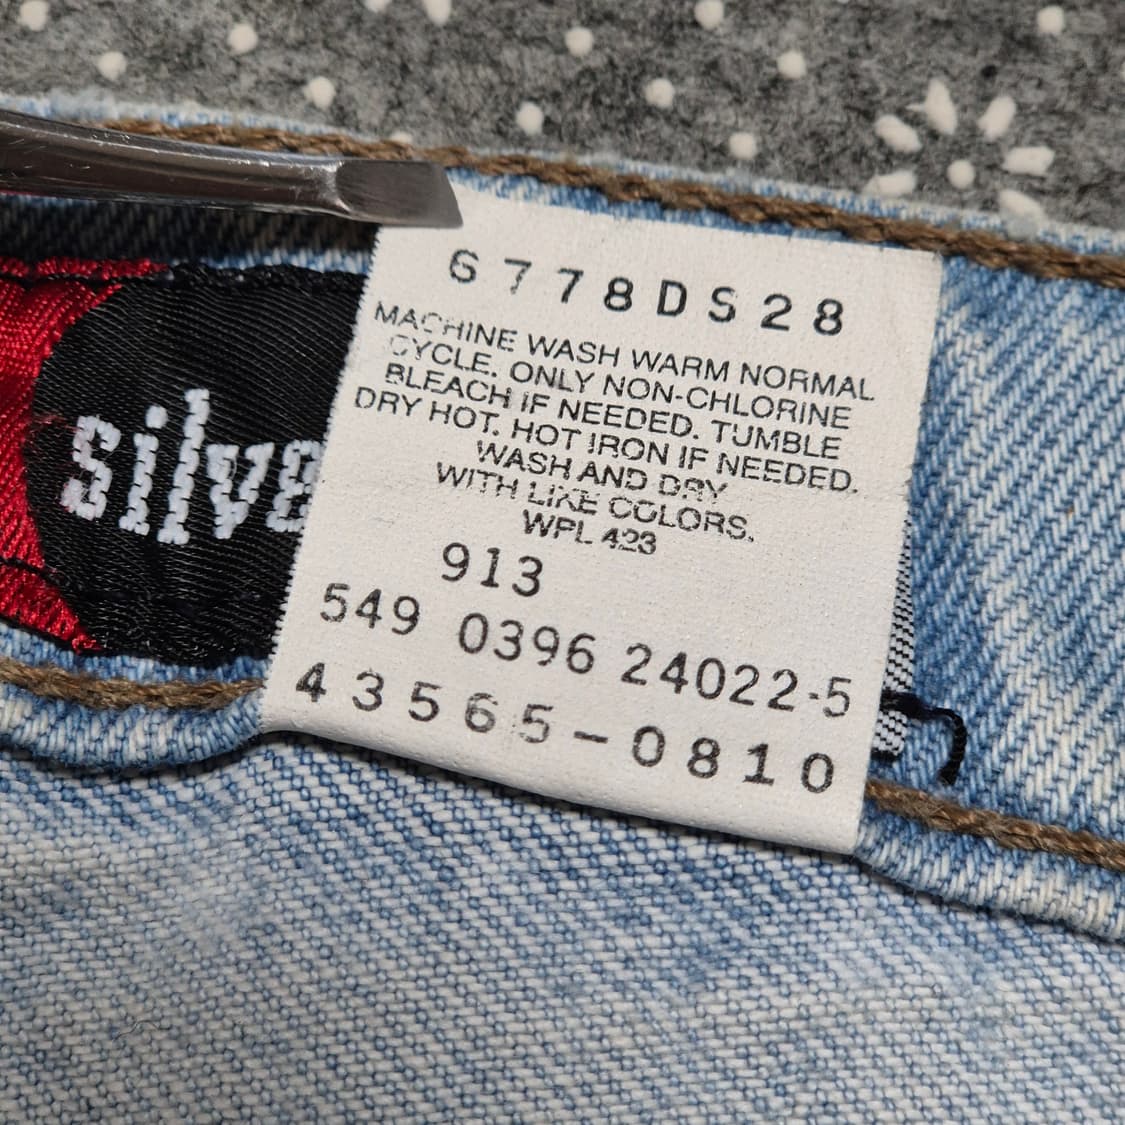 silve
6778DS28
MACHINE WASH WARM NORMAL
CYCLE. ONLY NON-CHLORINE
BLEACH IF NEEDED. TUMBLE
DRY HOT. HOT IRON IF NEEDED.
WASH AND DRY
WITH LIKE COLORS.
WPL 423
913
549 0396 24022-5
43565-0810